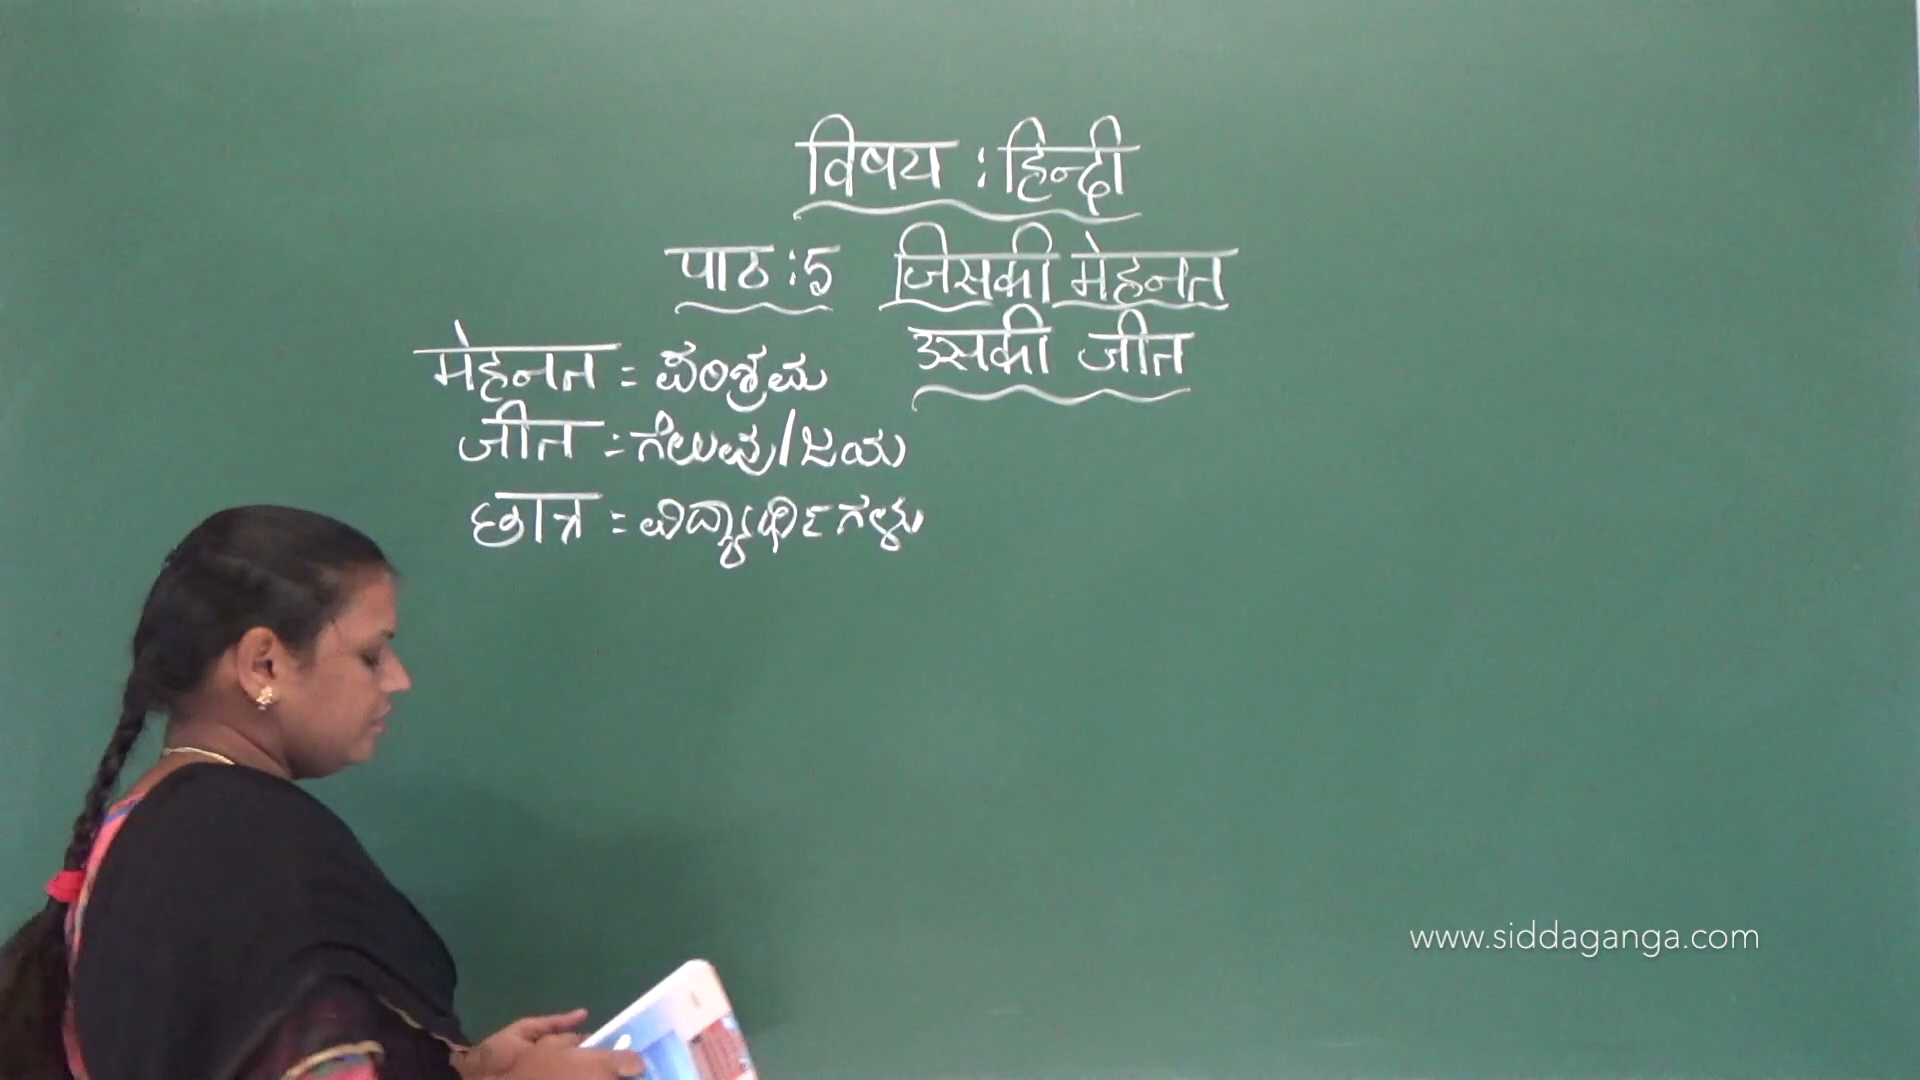 विषय : हिन्दी
पाठ : 5 जिसकी मेहनत
उसकी जीत
मेहनत = ಪರಿಶ್ರಮ
जीत = ಗೆಲುವು/ಜಯ
छात्र = ವಿದ್ಯಾರ್ಥಿಗಳು
www.siddaganga.com